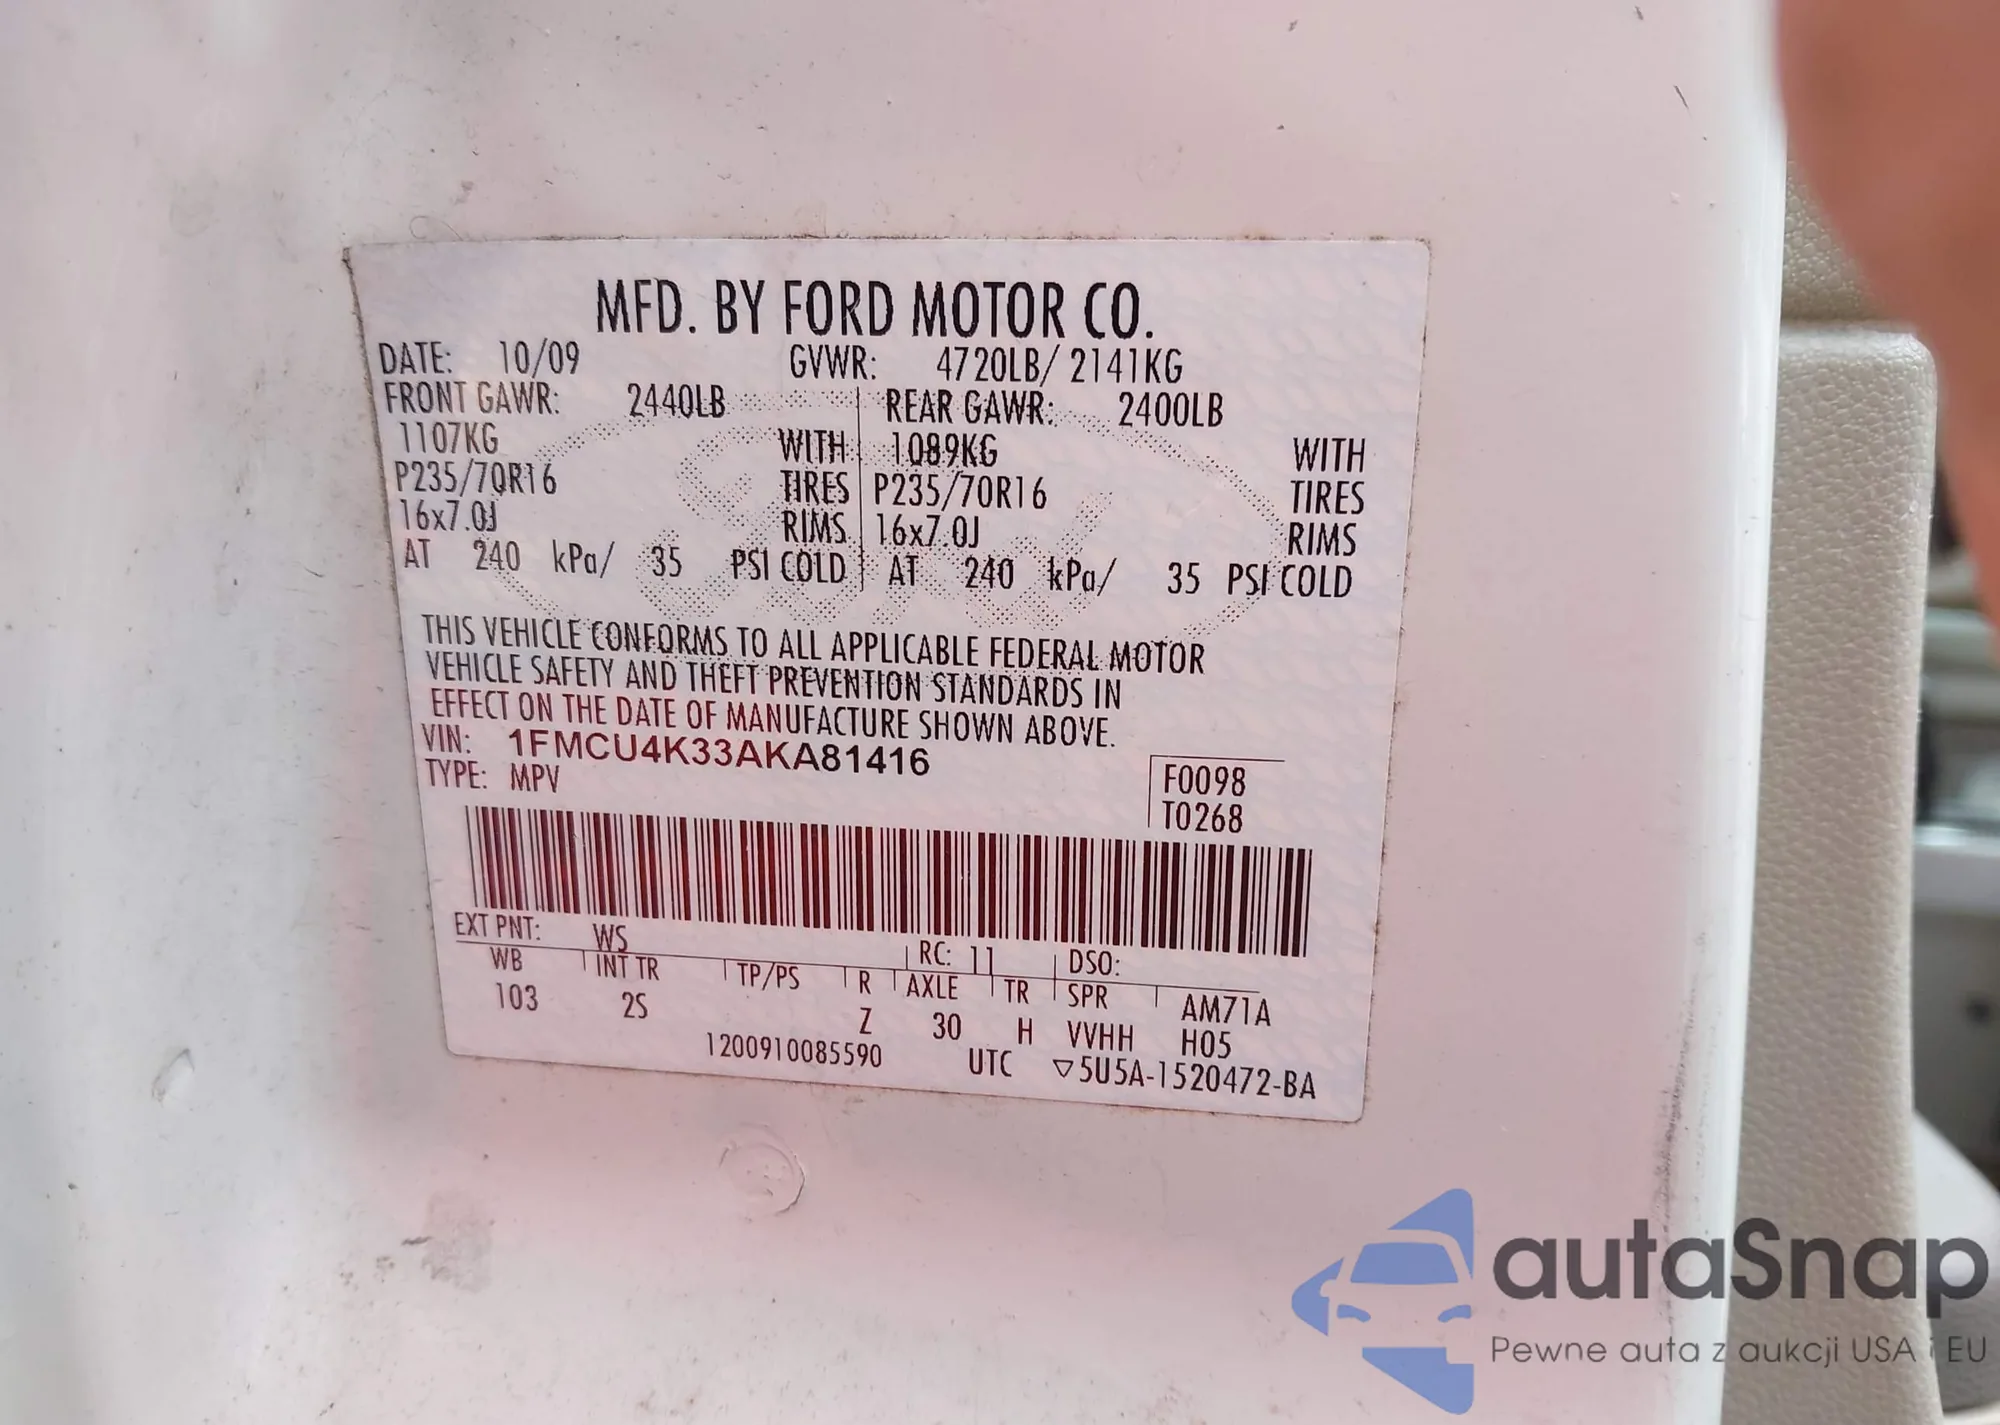 MFD. BY FORD MOTOR CO.
DATE: 10/09 GVWR: 4720LB/ 2141KG
FRONT GAWR: 2440LB REAR GAWR: 2400LB
1107KG WITH 1089KG WITH
P235/70R16 TIRES P235/70R16 TIRES
16x7.0J RIMS 16x7.0J RIMS
AT 240 kPa/ 35 PSI COLD AT 240 kPa/ 35 PSI COLD
THIS VEHICLE CONFORMS TO ALL APPLICABLE FEDERAL MOTOR
VEHICLE SAFETY AND THEFT PREVENTION STANDARDS IN
EFFECT ON THE DATE OF MANUFACTURE SHOWN ABOVE.
VIN: 1FMCU4K33AKA81416
TYPE: MPV F0098
T0268
EXT PNT: WS RC: 11 DSO:
WB INT TR TP/PS R AXLE TR SPR AM71A
103 2S Z 30 H VVHH H05
1200910085590 UTC ▽5U5A-1520472-BA
autaSnap
Pewne auta z aukcji USA i EU